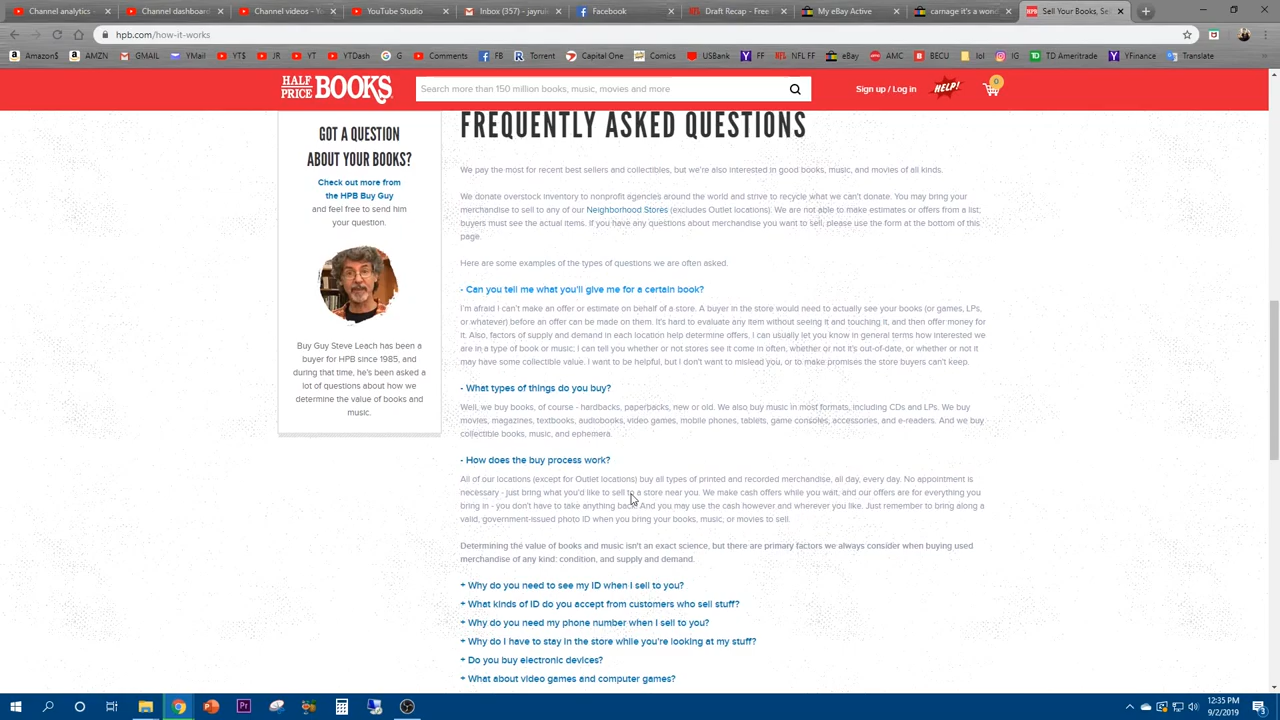 Channel videos - Yo
YouTube Studio
Inbox (357) - jayrule
Facebook
Draft Recap - Free
My eBay Active
carnage it's a world
Sell Your Books, Se
Channel dashboard
hpb.com/how-it-works
Amazon$ AMZN GMAIL YT$ JR YT YTDash G Comments FB Torrent Capital One Comics USBank FF NFL FF eBay AMC BECU lol IG TD Ameritrade YFinance Translate
HALF PRICE BOOKS
Search more than 150 million books, music, movies and more
Sign up / Log in
HELP!
0
GOT A QUESTION
ABOUT YOUR BOOKS?
Check out more from
the HPB Buy Guy
and feel free to send him
your question.
Buy Guy Steve Leach has been a
buyer for HPB since 1985, and
during that time, he's been asked a
lot of questions about how we
determine the value of books and
music.
FREQUENTLY ASKED QUESTIONS
We pay the most for recent best sellers and collectibles, but we're also interested in good books, music, and movies of all kinds.
We donate overstock inventory to nonprofit agencies around the world and strive to recycle what we can't donate. You may bring your
merchandise to sell to any of our Neighborhood Stores (excludes Outlet locations). We are not able to make estimates or offers from a list;
buyers must see the actual items. If you have any questions about merchandise you want to sell, please use the form at the bottom of this
page.
Here are some examples of the types of questions we are often asked.
- Can you tell me what you'll give me for a certain book?
I'm afraid I can't make an offer or estimate on behalf of a store. A buyer in the store would need to actually see your books (or games, LPs,
or whatever) before an offer can be made on them. It's hard to evaluate any item without seeing it and touching it, and then offer money for
it. Also, factors of supply and demand in each location help determine offers. I can usually let you know in general terms how interested we
are in a type of book or music; I can tell you whether or not stores see it come in often, whether or not it's out-of-date, or whether or not it
may have some collectible value. I want to be helpful, but I don't want to mislead you, or to make promises the store buyers can't keep.
- What types of things do you buy?
Well, we buy books, of course - hardbacks, paperbacks, new or old. We also buy music in most formats, including CDs and LPs. We buy
movies, magazines, textbooks, audiobooks, video games, mobile phones, tablets, game consoles, accessories, and e-readers. And we buy
collectible books, music, and ephemera.
- How does the buy process work?
All of our locations (except for Outlet locations) buy all types of printed and recorded merchandise, all day, every day. No appointment is
necessary - just bring what you'd like to sell to a store near you. We make cash offers while you wait, and our offers are for everything you
bring in - you don't have to take anything back. And you may use the cash however and wherever you like. Just remember to bring along a
valid, government-issued photo ID when you bring your books, music, or movies to sell.
Determining the value of books and music isn't an exact science, but there are primary factors we always consider when buying used
merchandise of any kind: condition, and supply and demand.
+ Why do you need to see my ID when I sell to you?
+ What kinds of ID do you accept from customers who sell stuff?
+ Why do you need my phone number when I sell to you?
+ Why do I have to stay in the store while you're looking at my stuff?
+ Do you buy electronic devices?
+ What about video games and computer games?
12:35 PM
9/2/2019